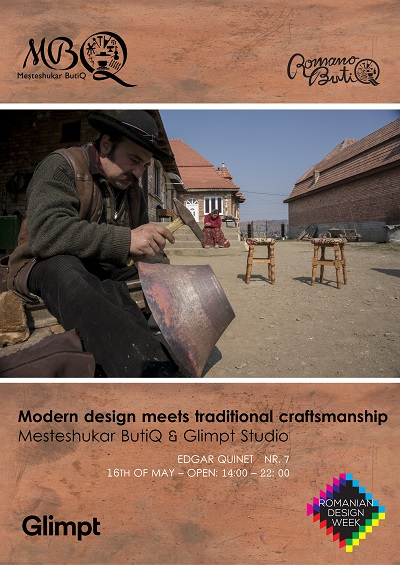 MBQ
Mesteshukar ButiQ
Romano
ButiQ
Modern design meets traditional craftsmanship
Mesteshukar ButiQ & Glimpt Studio
EDGAR QUINET NR. 7
16TH OF MAY – OPEN: 14:00 – 22: 00
Glimpt
ROMANIAN
DESIGN
WEEK